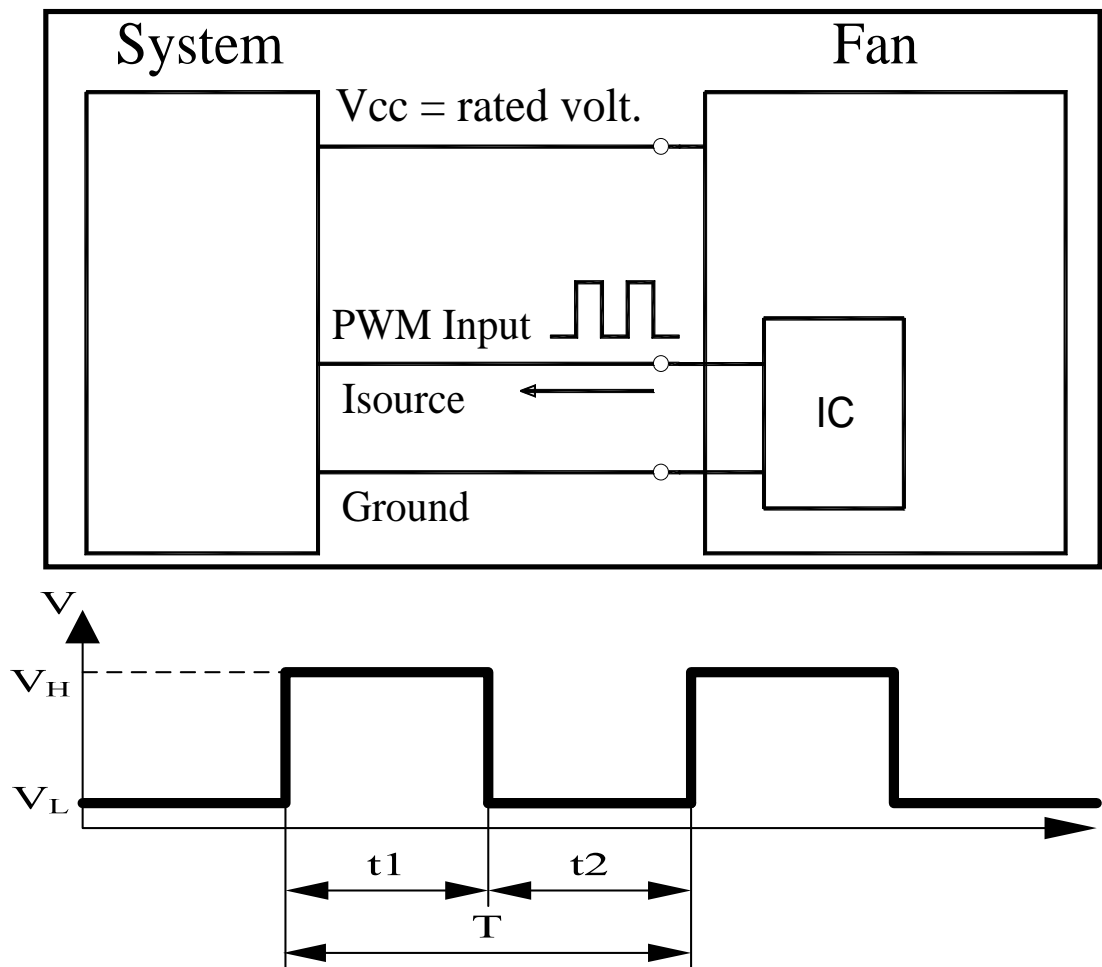 System
Fan
Vcc = rated volt.
PWM Input
Isource
IC
Ground
V
VH
VL
t1
t2
T